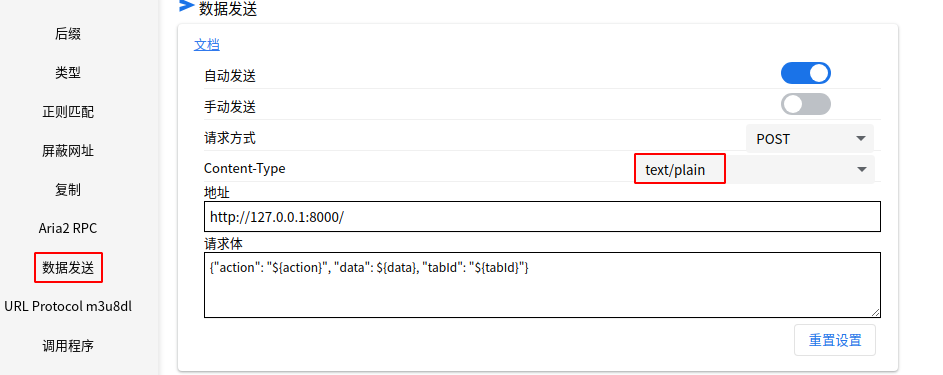 后缀
类型
正则匹配
屏蔽网址
复制
Aria2 RPC
数据发送
URL Protocol m3u8dl
调用程序
数据发送
文档
自动发送
手动发送
请求方式
POST
Content-Type
text/plain
地址
http://127.0.0.1:8000/
请求体
{"action": "${action}", "data": ${data}, "tabId": "${tabId}"}
重置设置